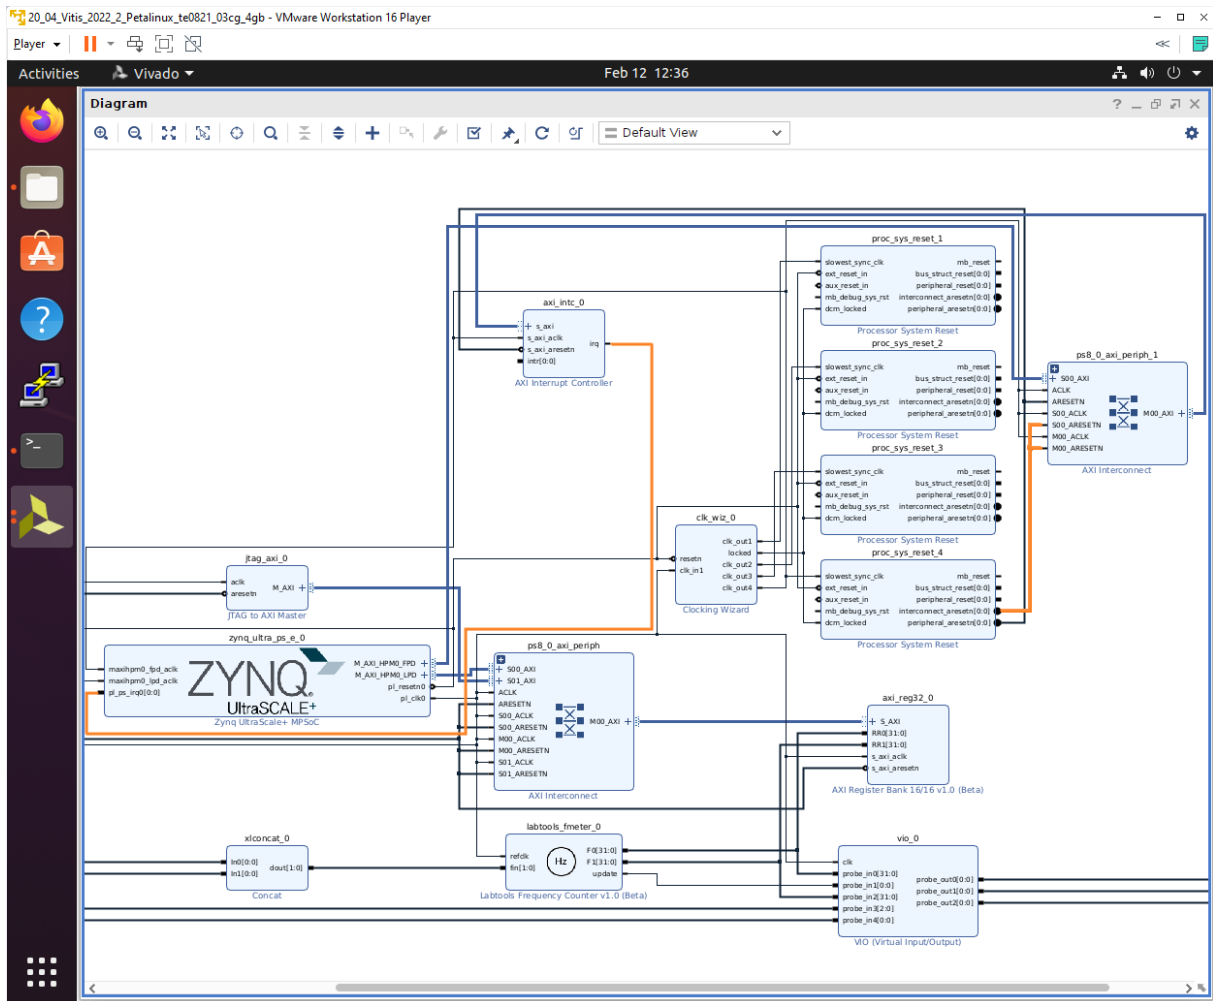 20_04_Vitis_2022_2_Petalinux_te0821_03cg_4gb - VMware Workstation 16 Player
Player
Activities
Vivado
Feb 12 12:36
Diagram
Default View
proc_sys_reset_1
slowest_sync_clk
ext_reset_in
aux_reset_in
mb_debug_sys_rst
dcm_locked
mb_reset
bus_struct_reset[0:0]
peripheral_reset[0:0]
interconnect_aresetn[0:0]
peripheral_aresetn[0:0]
Processor System Reset
axi_intc_0
s_axi
s_axi_aclk
s_axi_aresetn
intr[0:0]
irq
AXI Interrupt Controller
proc_sys_reset_2
slowest_sync_clk
ext_reset_in
aux_reset_in
mb_debug_sys_rst
dcm_locked
mb_reset
bus_struct_reset[0:0]
peripheral_reset[0:0]
interconnect_aresetn[0:0]
peripheral_aresetn[0:0]
Processor System Reset
ps8_0_axi_periph_1
S00_AXI
ACLK
ARESETN
S00_ACLK
S00_ARESETN
M00_ACLK
M00_ARESETN
M00_AXI
AXI Interconnect
proc_sys_reset_3
slowest_sync_clk
ext_reset_in
aux_reset_in
mb_debug_sys_rst
dcm_locked
mb_reset
bus_struct_reset[0:0]
peripheral_reset[0:0]
interconnect_aresetn[0:0]
peripheral_aresetn[0:0]
Processor System Reset
clk_wiz_0
resetn
clk_in1
clk_out1
locked
clk_out2
clk_out3
clk_out4
Clocking Wizard
proc_sys_reset_4
slowest_sync_clk
ext_reset_in
aux_reset_in
mb_debug_sys_rst
dcm_locked
mb_reset
bus_struct_reset[0:0]
peripheral_reset[0:0]
interconnect_aresetn[0:0]
peripheral_aresetn[0:0]
Processor System Reset
jtag_axi_0
aclk
aresetn
M_AXI
JTAG to AXI Master
zynq_ultra_ps_e_0
maxihpm0_fpd_aclk
maxihpm0_lpd_aclk
pl_ps_irq0[0:0]
ZYNQ
UltraSCALE+
M_AXI_HPM0_FPD
M_AXI_HPM0_LPD
pl_resetn0
pl_clk0
Zynq UltraScale+ MPSoC
ps8_0_axi_periph
S00_AXI
S01_AXI
ACLK
ARESETN
S00_ACLK
S00_ARESETN
M00_ACLK
M00_ARESETN
S01_ACLK
S01_ARESETN
M00_AXI
AXI Interconnect
axi_reg32_0
S_AXI
RR0[31:0]
RR1[31:0]
s_axi_aclk
s_axi_aresetn
AXI Register Bank 16/16 v1.0 (Beta)
xlconcat_0
In0[0:0]
In1[0:0]
dout[1:0]
Concat
labtools_fmeter_0
refclk
fin[1:0]
Hz
F0[31:0]
F1[31:0]
update
Labtools Frequency Counter v1.0 (Beta)
vio_0
clk
probe_in0[31:0]
probe_in1[0:0]
probe_in2[31:0]
probe_in3[2:0]
probe_in4[0:0]
probe_out0[0:0]
probe_out1[0:0]
probe_out2[0:0]
VIO (Virtual Input/Output)